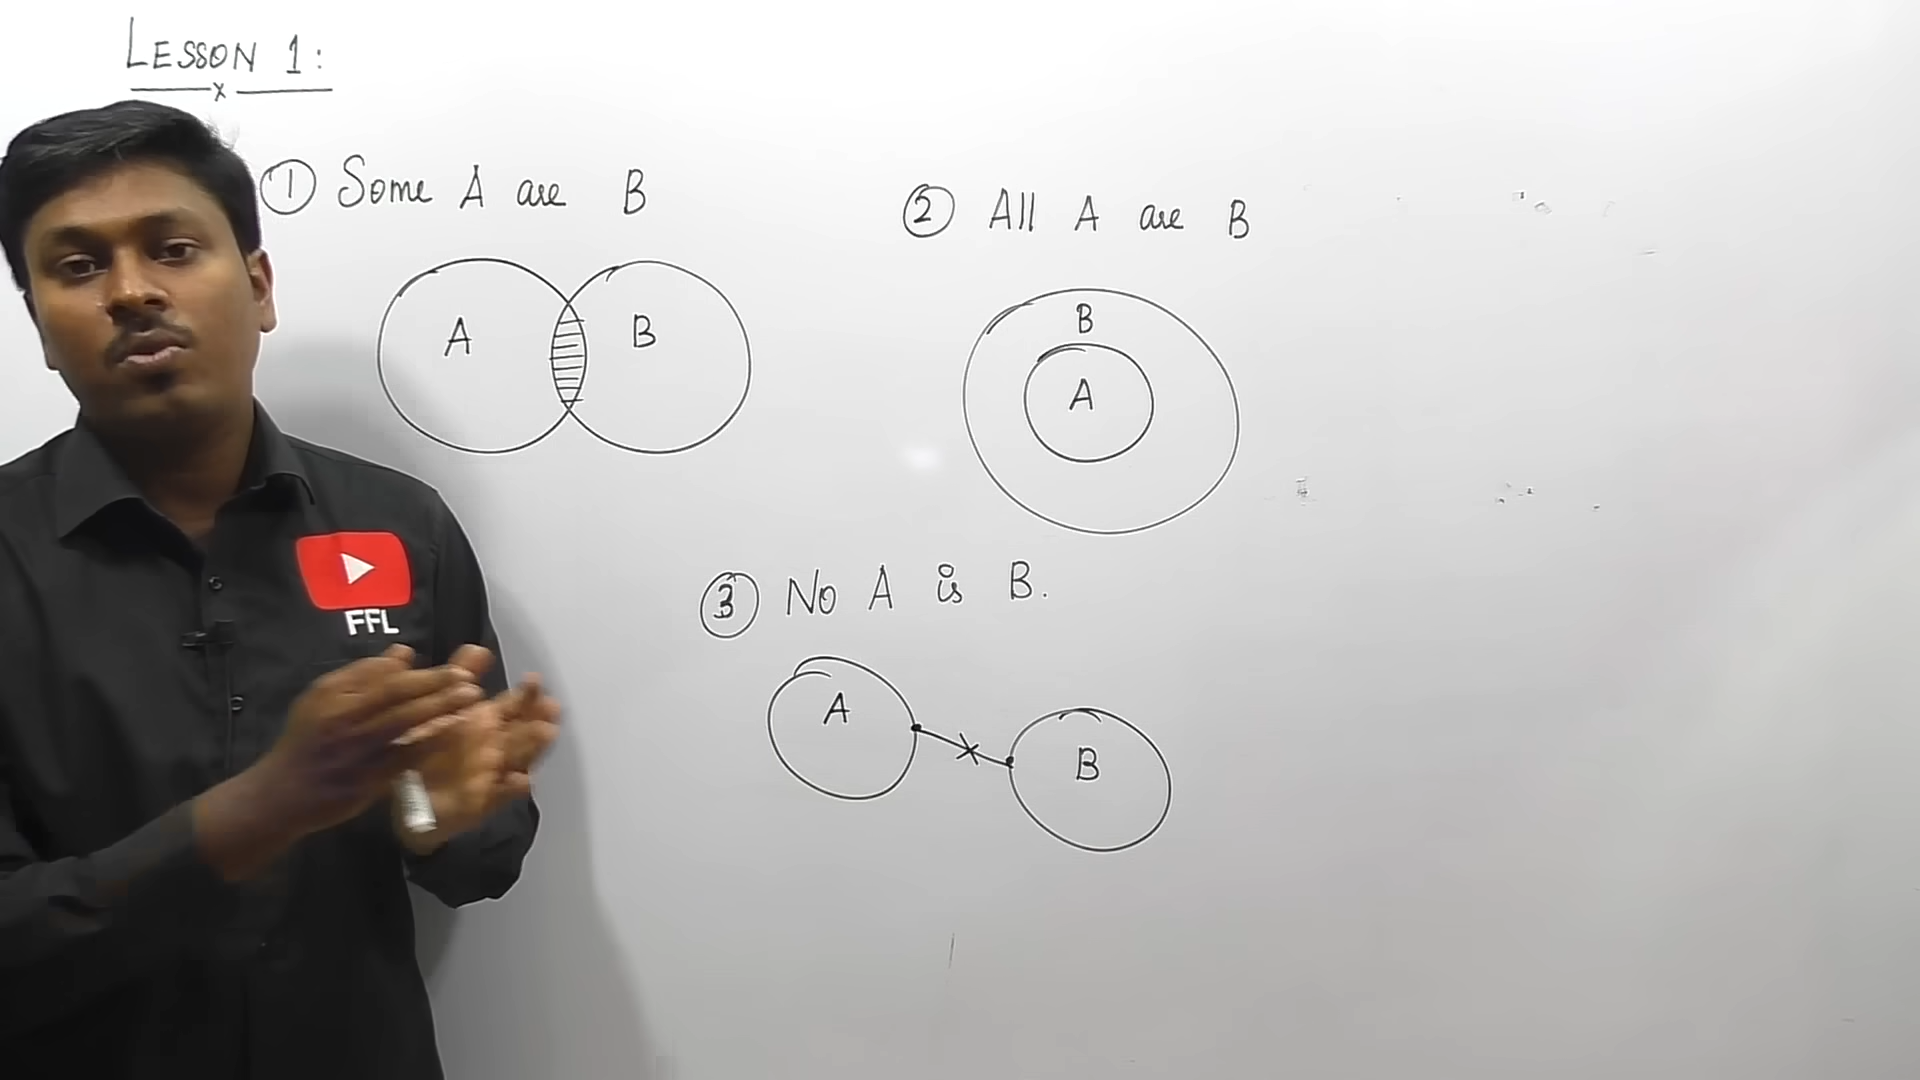 LESSON 1:
x
① Some A are B
A B
② All A are B
B
A
③ No A is B.
A
B
FFL